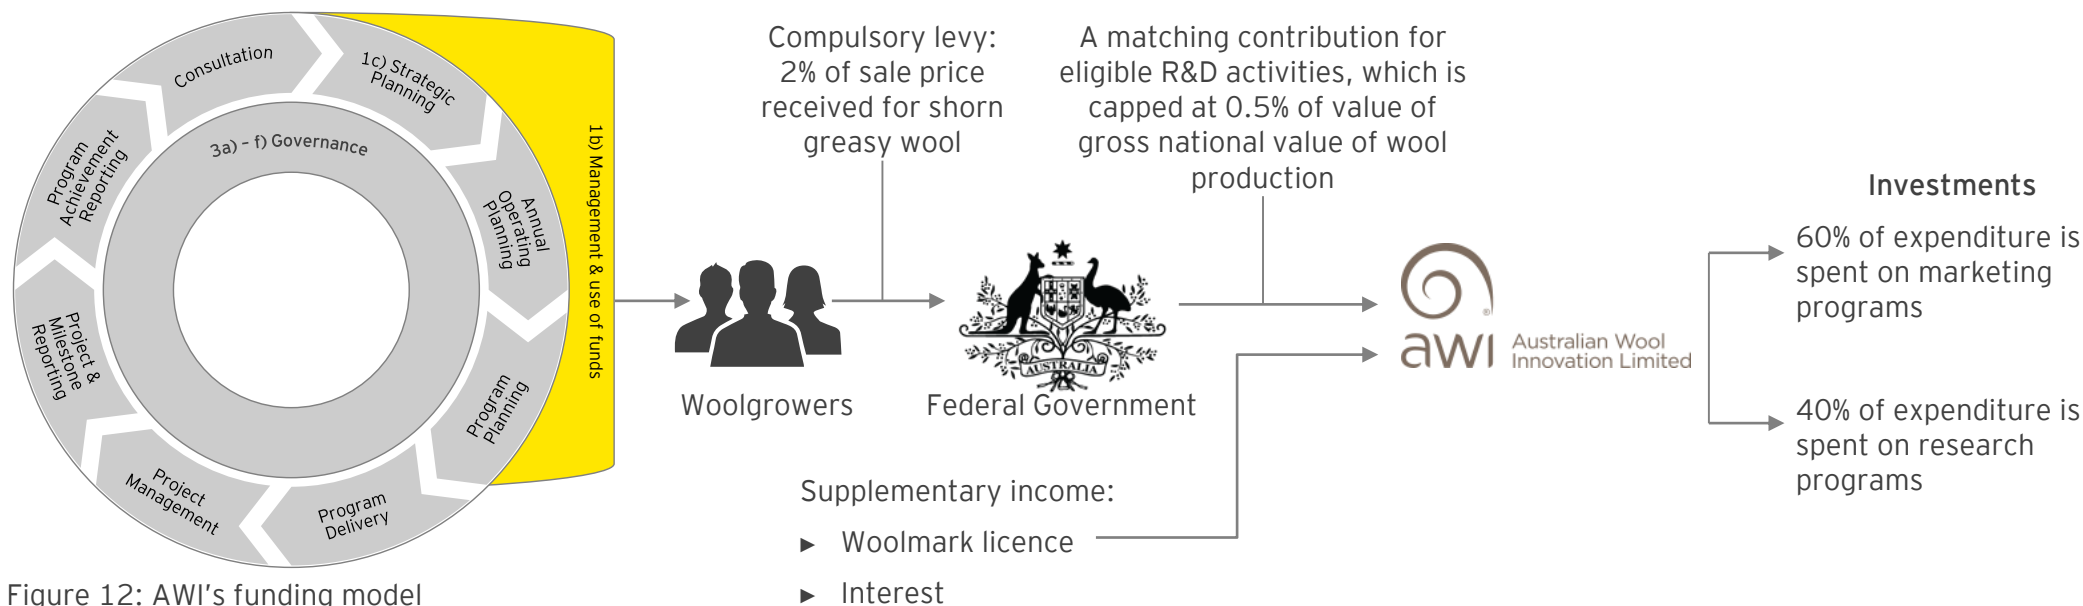 Consultation
1c) Strategic
Planning
Annual
Operating
Planning
Program
Planning
Program
Delivery
Project
Management
Project &
Milestone
Reporting
Program
Achievement
Reporting
3a) – f) Governance
1b) Management & use of funds
Compulsory levy:
2% of sale price
received for shorn
greasy wool
A matching contribution for
eligible R&D activities, which is
capped at 0.5% of value of
gross national value of wool
production
Woolgrowers
AUSTRALIA
Federal Government
®
awi
Australian Wool
Innovation Limited
Supplementary income:
► Woolmark licence
► Interest
Investments
60% of expenditure is
spent on marketing
programs
40% of expenditure is
spent on research
programs
Figure 12: AWI's funding model